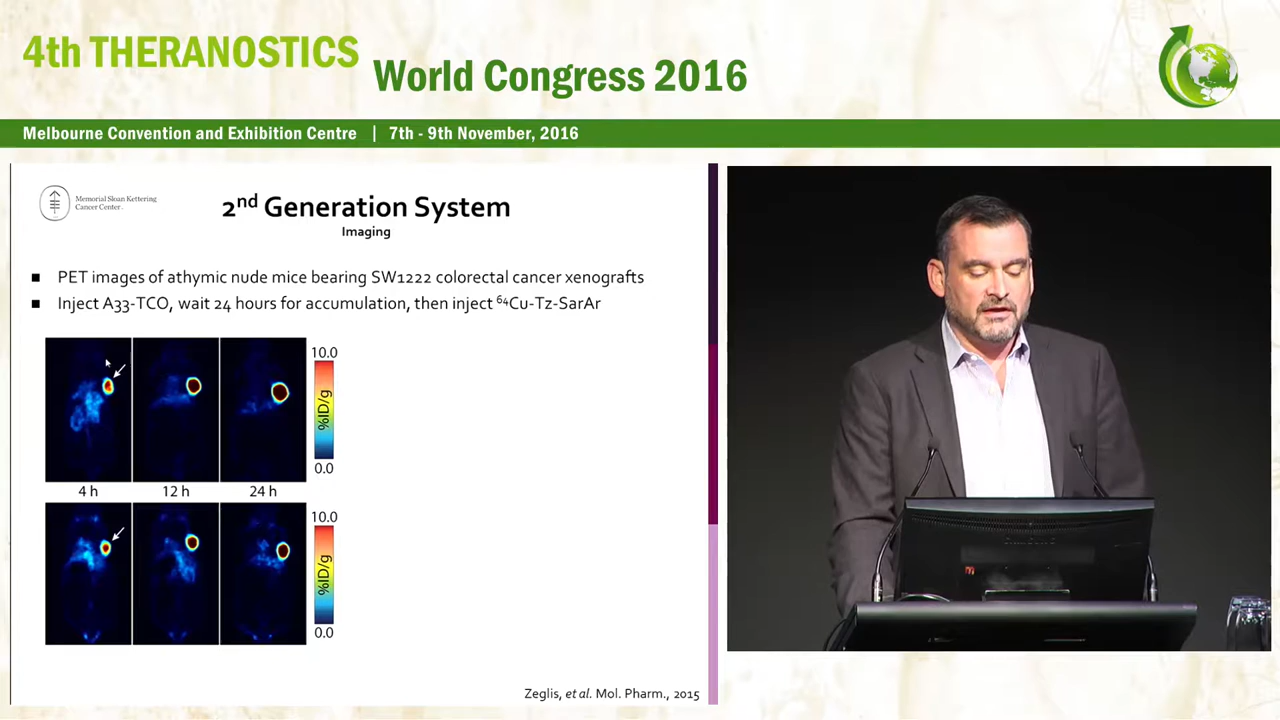 4th THERANOSTICS
World Congress 2016
Melbourne Convention and Exhibition Centre | 7th - 9th November, 2016
Memorial Sloan Kettering
Cancer Center
2nd Generation System
Imaging
■ PET images of athymic nude mice bearing SW1222 colorectal cancer xenografts
■ Inject A33-TCO, wait 24 hours for accumulation, then inject 64Cu-Tz-SarAr
10.0
%ID/g
0.0
4 h 12 h 24 h
10.0
%ID/g
0.0
Zeglis, et al. Mol. Pharm., 2015
SAMSUNG